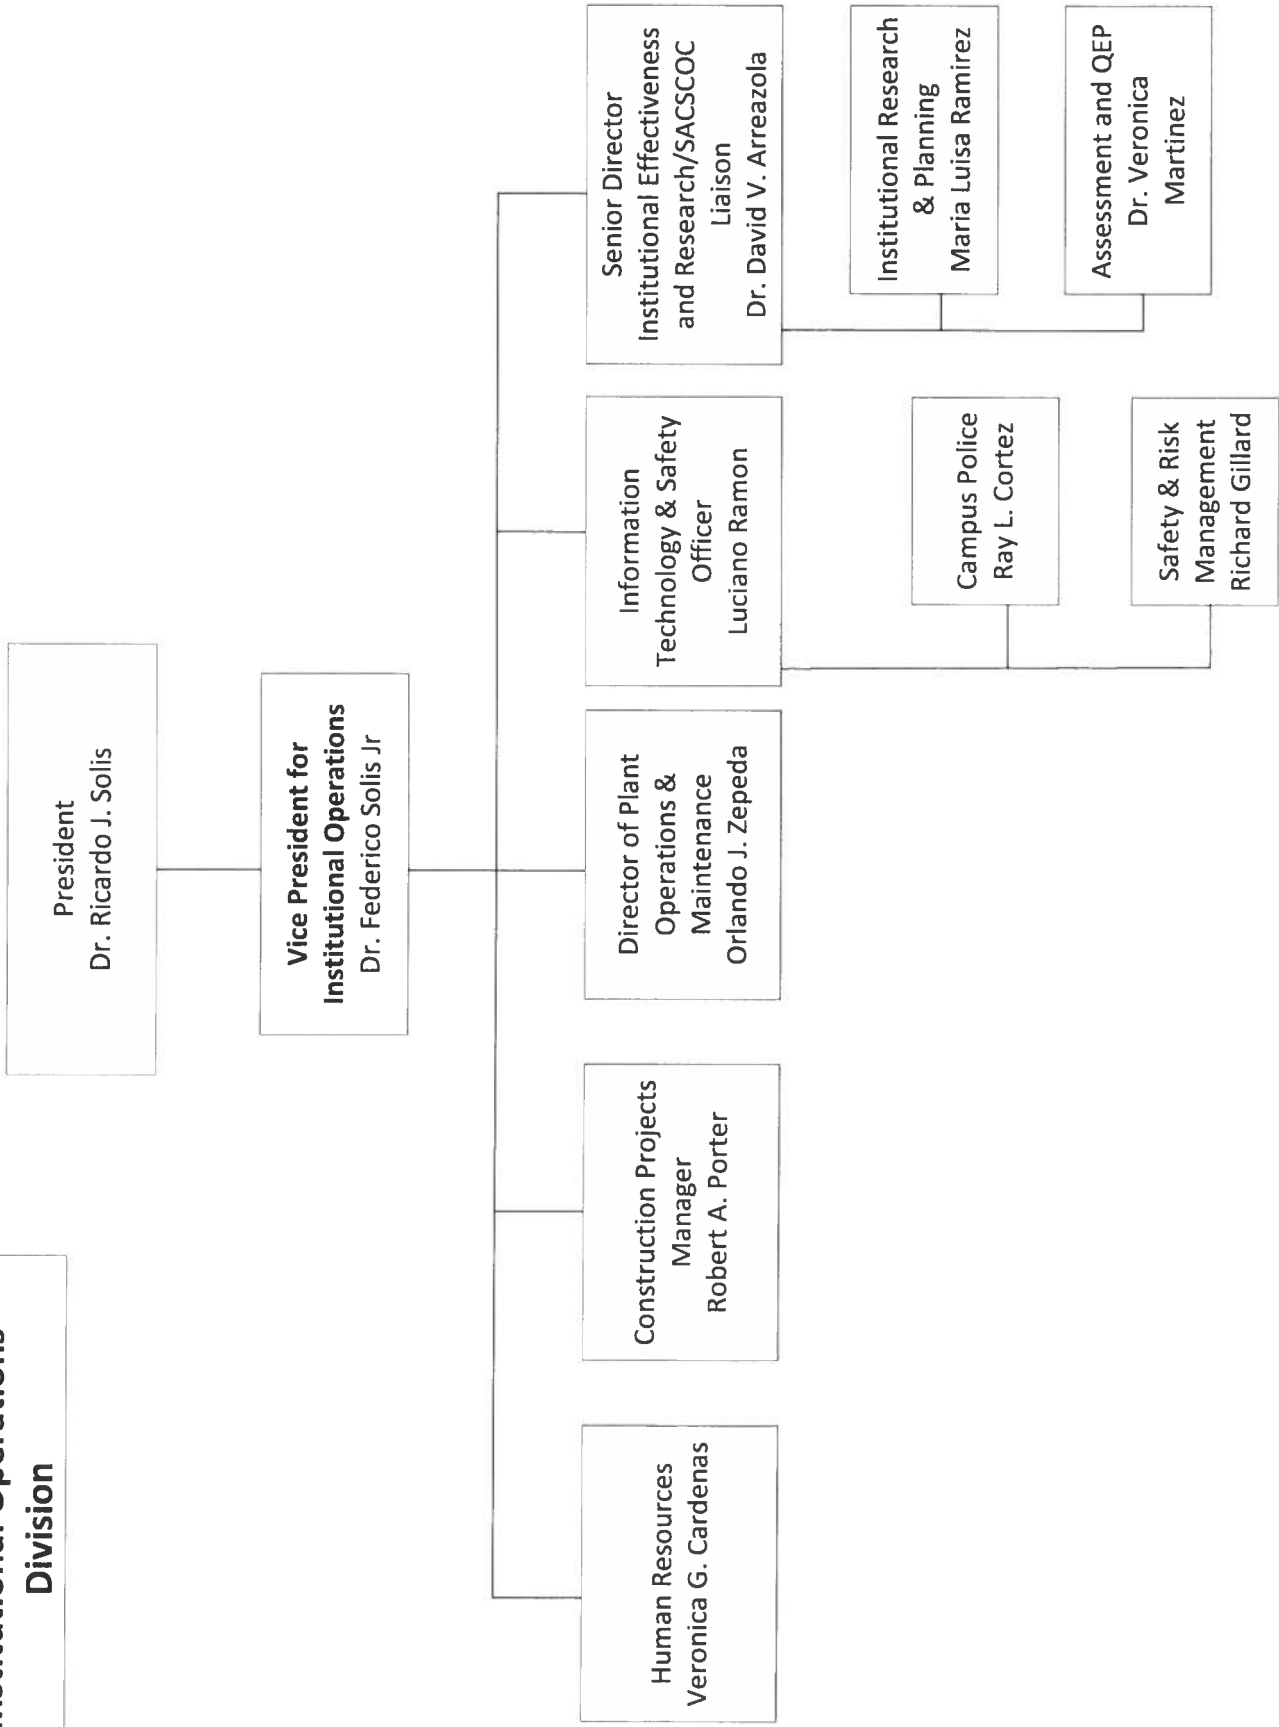 Institutional Operations
Division
President
Dr. Ricardo J. Solis
Vice President for
Institutional Operations
Dr. Federico Solis Jr
Human Resources
Veronica G. Cardenas
Construction Projects
Manager
Robert A. Porter
Director of Plant
Operations &
Maintenance
Orlando J. Zepeda
Information
Technology & Safety
Officer
Luciano Ramon
Senior Director
Institutional Effectiveness
and Research/SACSCOC
Liaison
Dr. David V. Arreazola
Campus Police
Ray L. Cortez
Safety & Risk
Management
Richard Gillard
Institutional Research
& Planning
Maria Luisa Ramirez
Assessment and QEP
Dr. Veronica
Martinez